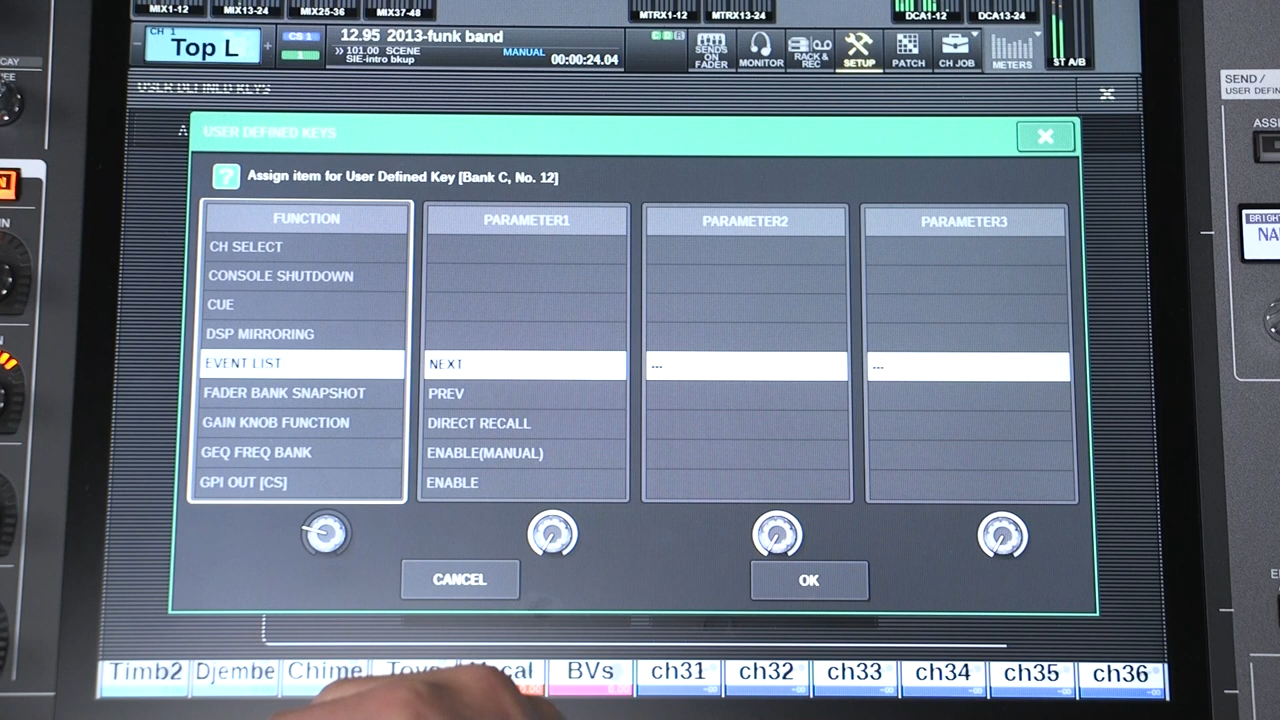 MIX1-12 MIX13-24 MIX25-36 MIX37-48 MTRX1-12 MTRX13-24 DCA1-12 DCA13-24
CH 1
Top L
CS 1
1
12.95 2013-funk band
101.00 SCENE
SIE-intro bkup
MANUAL
00:00:24.04
C D R
SENDS ON FADER
MONITOR
RACK & REC
SETUP
PATCH
CH JOB
METERS
ST A/B
USER DEFINED KEYS
USER DEFINED KEYS
Assign item for User Defined Key [Bank C, No. 12]
FUNCTION PARAMETER1 PARAMETER2 PARAMETER3
CH SELECT
CONSOLE SHUTDOWN
CUE
DSP MIRRORING
EVENT LIST NEXT --- ---
FADER BANK SNAPSHOT PREV
GAIN KNOB FUNCTION DIRECT RECALL
GEQ FREQ BANK ENABLE(MANUAL)
GPI OUT [CS] ENABLE
CANCEL OK
Timb2 Djembe Chime BVs ch31 ch32 ch33 ch34 ch35 ch36
SEND /